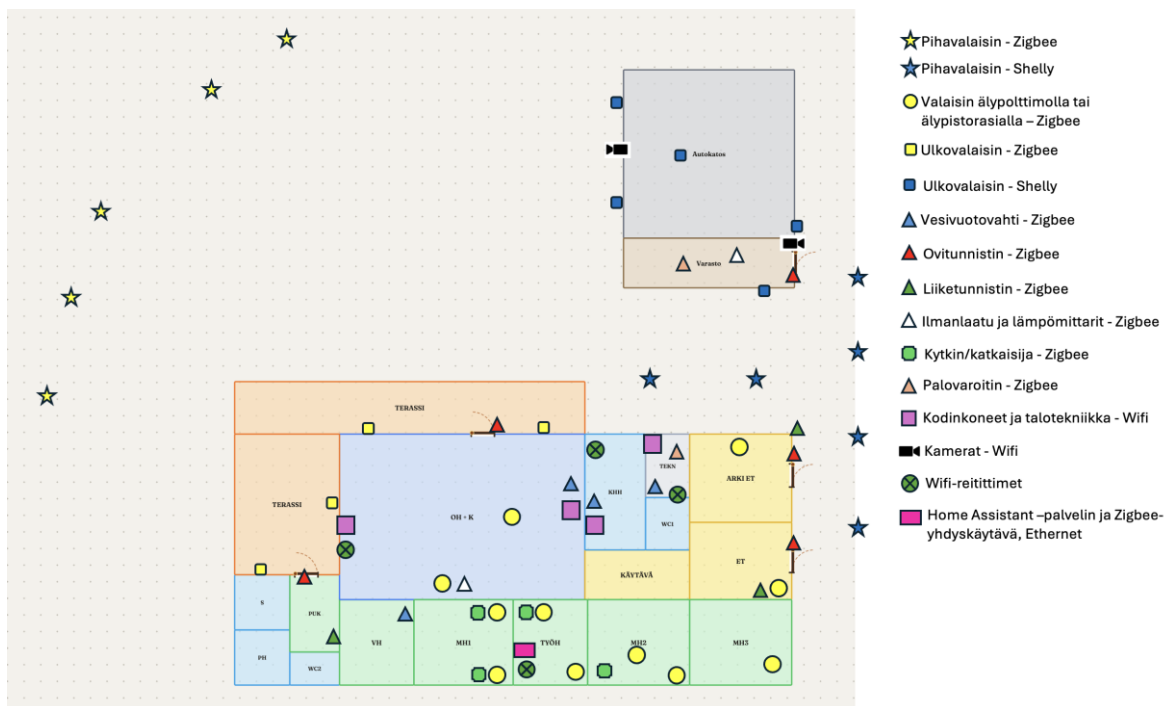 Pihavalaisin - Zigbee
Pihavalaisin - Shelly
Valaisin älypolttimolla tai
älypistorasialla – Zigbee
Ulkovalaisin - Zigbee
Ulkovalaisin - Shelly
Vesivuotovahti - Zigbee
Ovitunnistin - Zigbee
Liiketunnistin - Zigbee
Ilmanlaatu ja lämpömittarit - Zigbee
Kytkin/katkaisija - Zigbee
Palovaroitin - Zigbee
Kodinkoneet ja talotekniikka - Wifi
Kamerat - Wifi
Wifi-reitittimet
Home Assistant –palvelin ja Zigbee-
yhdyskäytävä, Ethernet
Autokatos
Varasto
TERASSI
TERASSI
OH + K
KHH
TEKN
WC1
ARKI ET
ET
KÄYTÄVÄ
S
PUK
PH
WC2
VH
MH1
TYÖH
MH2
MH3